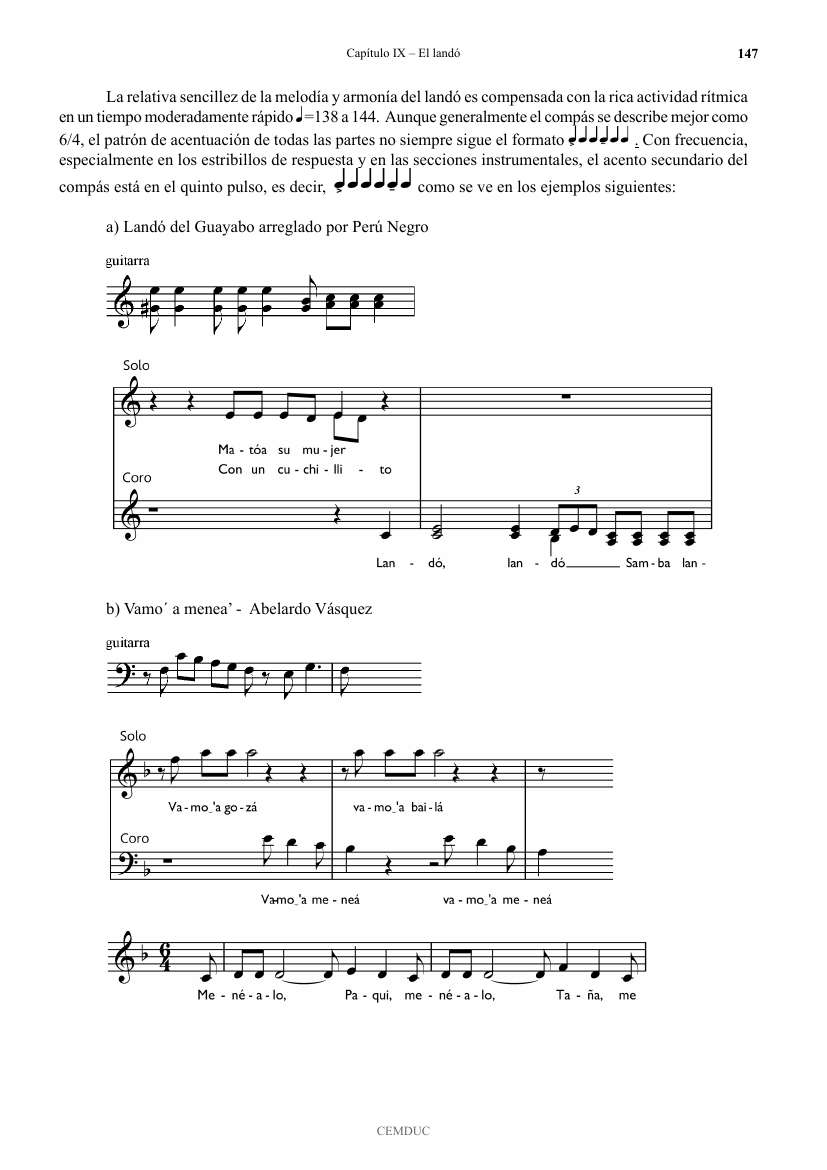 Capítulo IX – El landó 147
La relativa sencillez de la melodía y armonía del landó es compensada con la rica actividad rítmica
en un tiempo moderadamente rápido ♩=138 a 144. Aunque generalmente el compás se describe mejor como
6/4, el patrón de acentuación de todas las partes no siempre sigue el formato ♩♩♩♩♩♩ . Con frecuencia,
especialmente en los estribillos de respuesta y en las secciones instrumentales, el acento secundario del
compás está en el quinto pulso, es decir, ♩♩♩♩♩♩ como se ve en los ejemplos siguientes:
a) Landó del Guayabo arreglado por Perú Negro
guitarra
Solo
Ma - tóa su mu - jer
Con un cu - chi - lli - to
Coro
3
Lan - dó, lan - dó Sam - ba lan -
b) Vamo´ a menea’ - Abelardo Vásquez
guitarra
Solo
Va - mo_'a go - zá va - mo_'a bai - lá
Coro
Va-mo_'a me - neá va - mo_'a me - neá
6/4
Me - né - a - lo, Pa - qui, me - né - a - lo, Ta - ña, me
CEMDUC